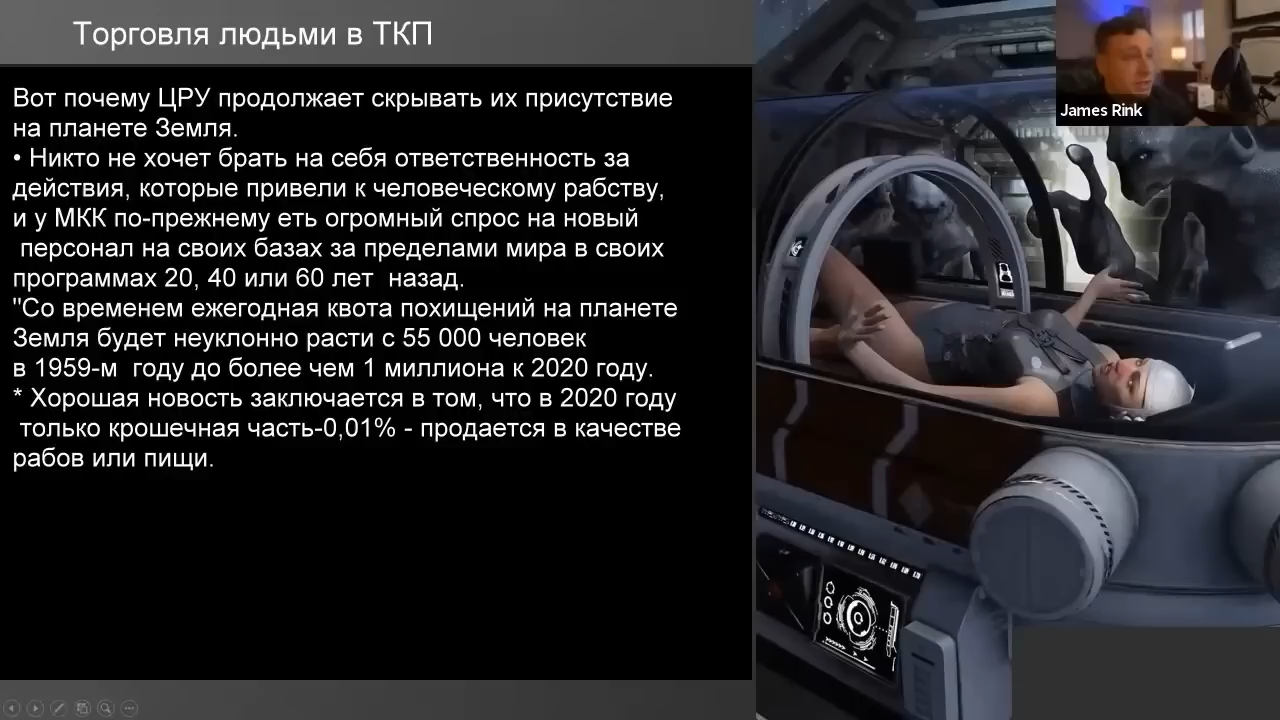 Торговля людьми в ТКП
James Rink
Вот почему ЦРУ продолжает скрывать их присутствие
на планете Земля.
• Никто не хочет брать на себя ответственность за
действия, которые привели к человеческому рабству,
и у МКК по-прежнему еть огромный спрос на новый
персонал на своих базах за пределами мира в своих
программах 20, 40 или 60 лет назад.
"Со временем ежегодная квота похищений на планете
Земля будет неуклонно расти с 55 000 человек
в 1959-м году до более чем 1 миллиона к 2020 году.
* Хорошая новость заключается в том, что в 2020 году
только крошечная часть-0,01% - продается в качестве
рабов или пищи.